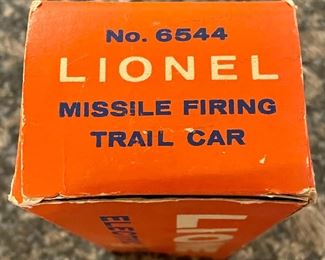 No. 6544
LIONEL
MISSILE FIRING
TRAIL CAR